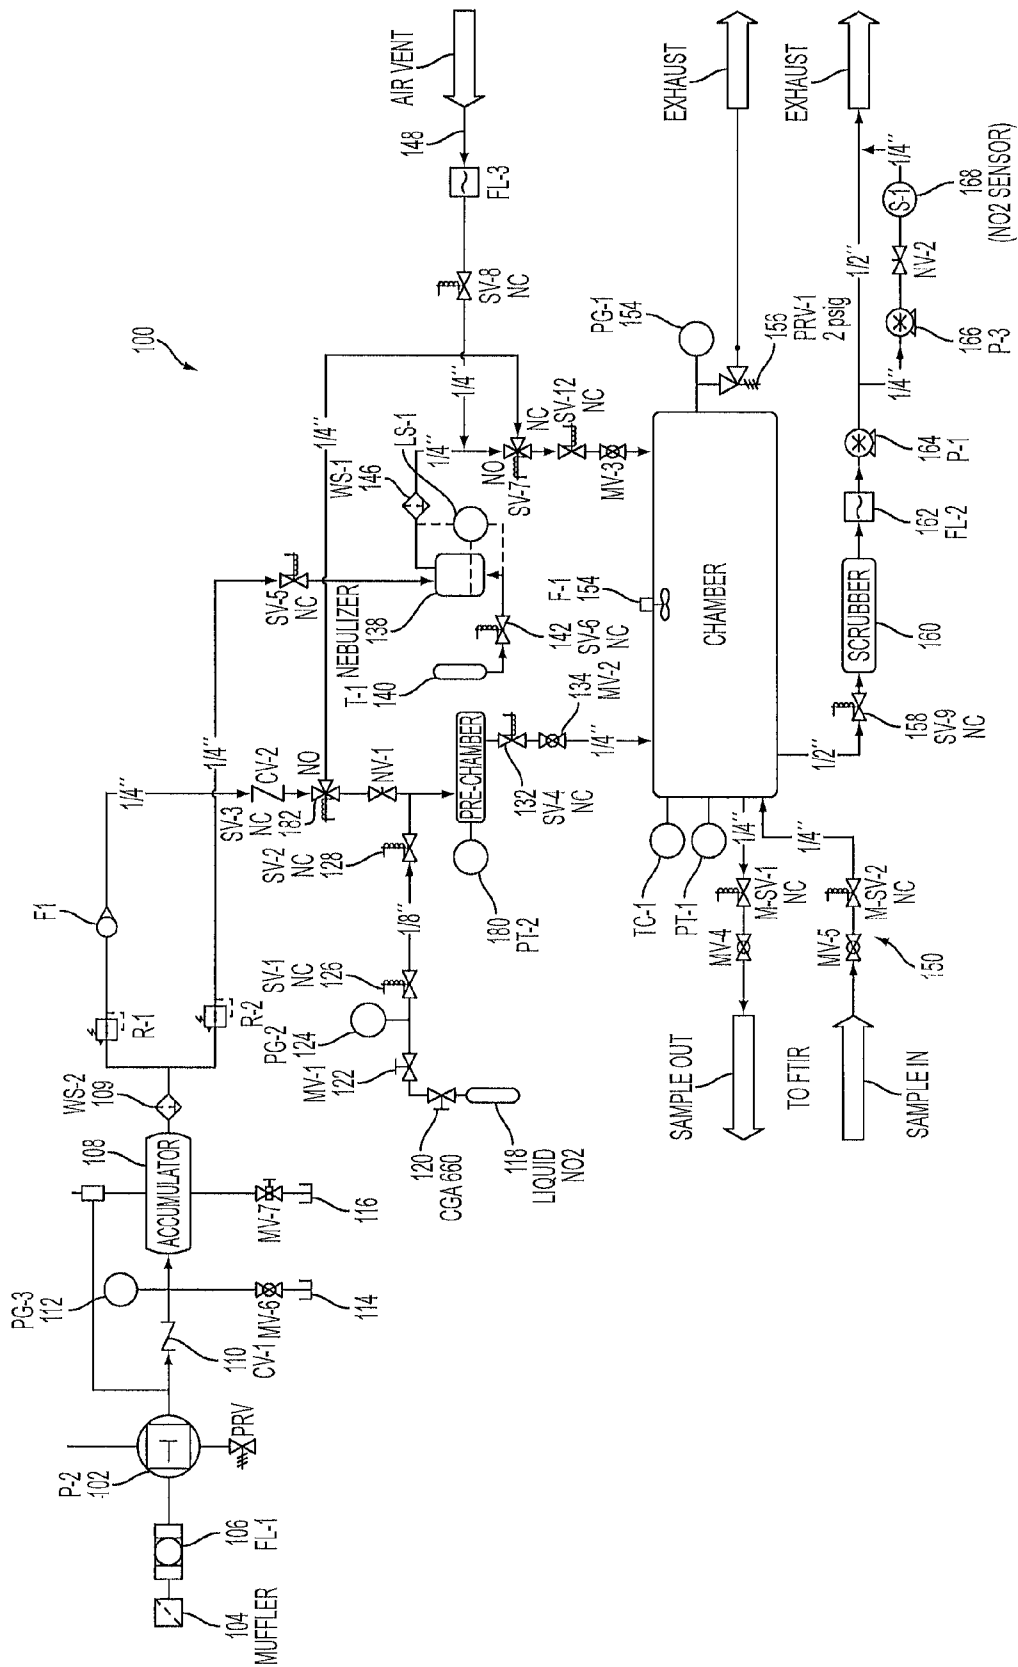 100
AIR VENT
148
FL-3
SV-8
NC
1/4"
1/4"
EXHAUST
EXHAUST
1/4"
S-1
168
(NO2 SENSOR)
NV-2
1/2"
166
P-3
1/4"
PG-1
154
156
PRV-1
2 psig
164
P-1
162
FL-2
SCRUBBER
160
158
SV-9
NC
1/2"
CHAMBER
F-1
154
NC
SV-12
NC
MV-3
NO
SV-7
LS-1
1/4"
WS-1
146
1/4"
NEBULIZER
138
SV-5
NC
142
SV-6
NC
T-1
140
134
MV-2
1/4"
132
SV-4
NC
PRE-CHAMBER
180
PT-2
NV-1
NO
182
CV-2
SV-3
NC
1/4"
1/4"
SV-2
NC
128
1/8"
SV-1
NC
126
PG-2
124
MV-1
122
120
CGA 660
118
LIQUID
NO2
F1
R-1
R-2
WS-2
109
108
ACCUMULATOR
MV-7
116
PG-3
112
MV-6
114
110
CV-1
P-2
102
PRV
106
FL-1
104
MUFFLER
TC-1
PT-1
1/4"
M-SV-1
NC
MV-4
1/4"
M-SV-2
NC
MV-5
150
SAMPLE OUT
TO FTIR
SAMPLE IN